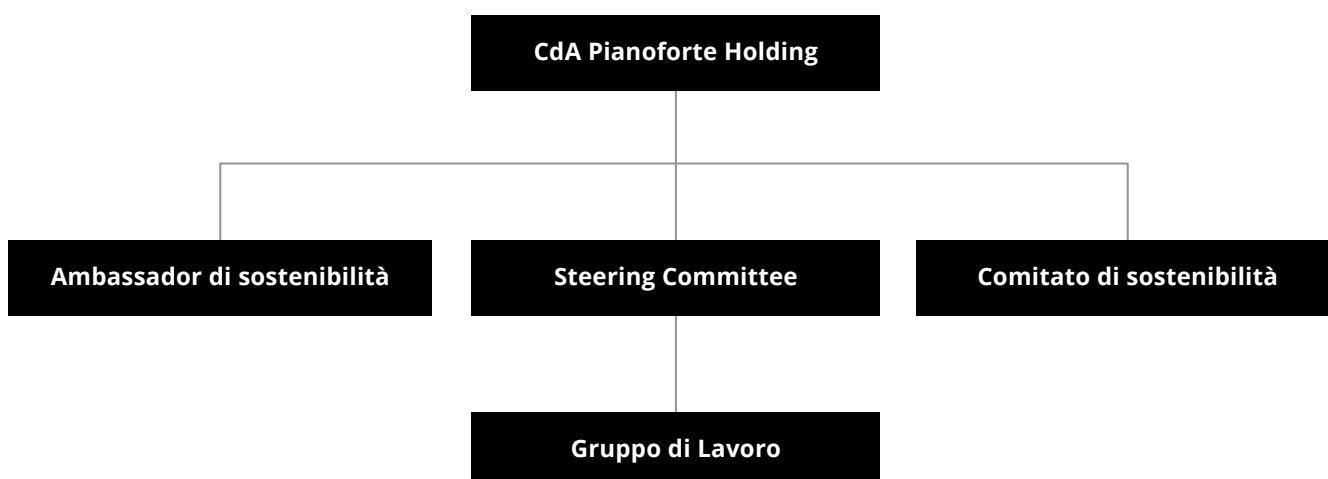 CdA Pianoforte Holding
Ambassador di sostenibilità
Steering Committee
Comitato di sostenibilità
Gruppo di Lavoro